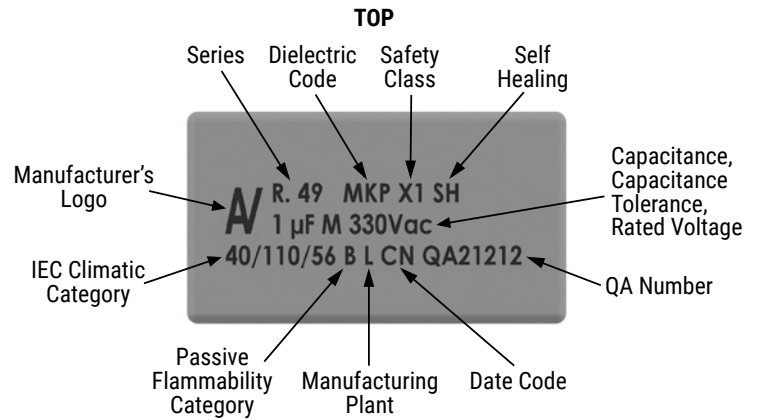 TOP
Series
Dielectric
Code
Safety
Class
Self
Healing
Manufacturer's
Logo
R. 49 MKP X1 SH
1 µF M 330Vac
40/110/56 B L CN QA21212
Capacitance,
Capacitance
Tolerance,
Rated Voltage
IEC Climatic
Category
QA Number
Passive
Flammability
Category
Manufacturing
Plant
Date Code